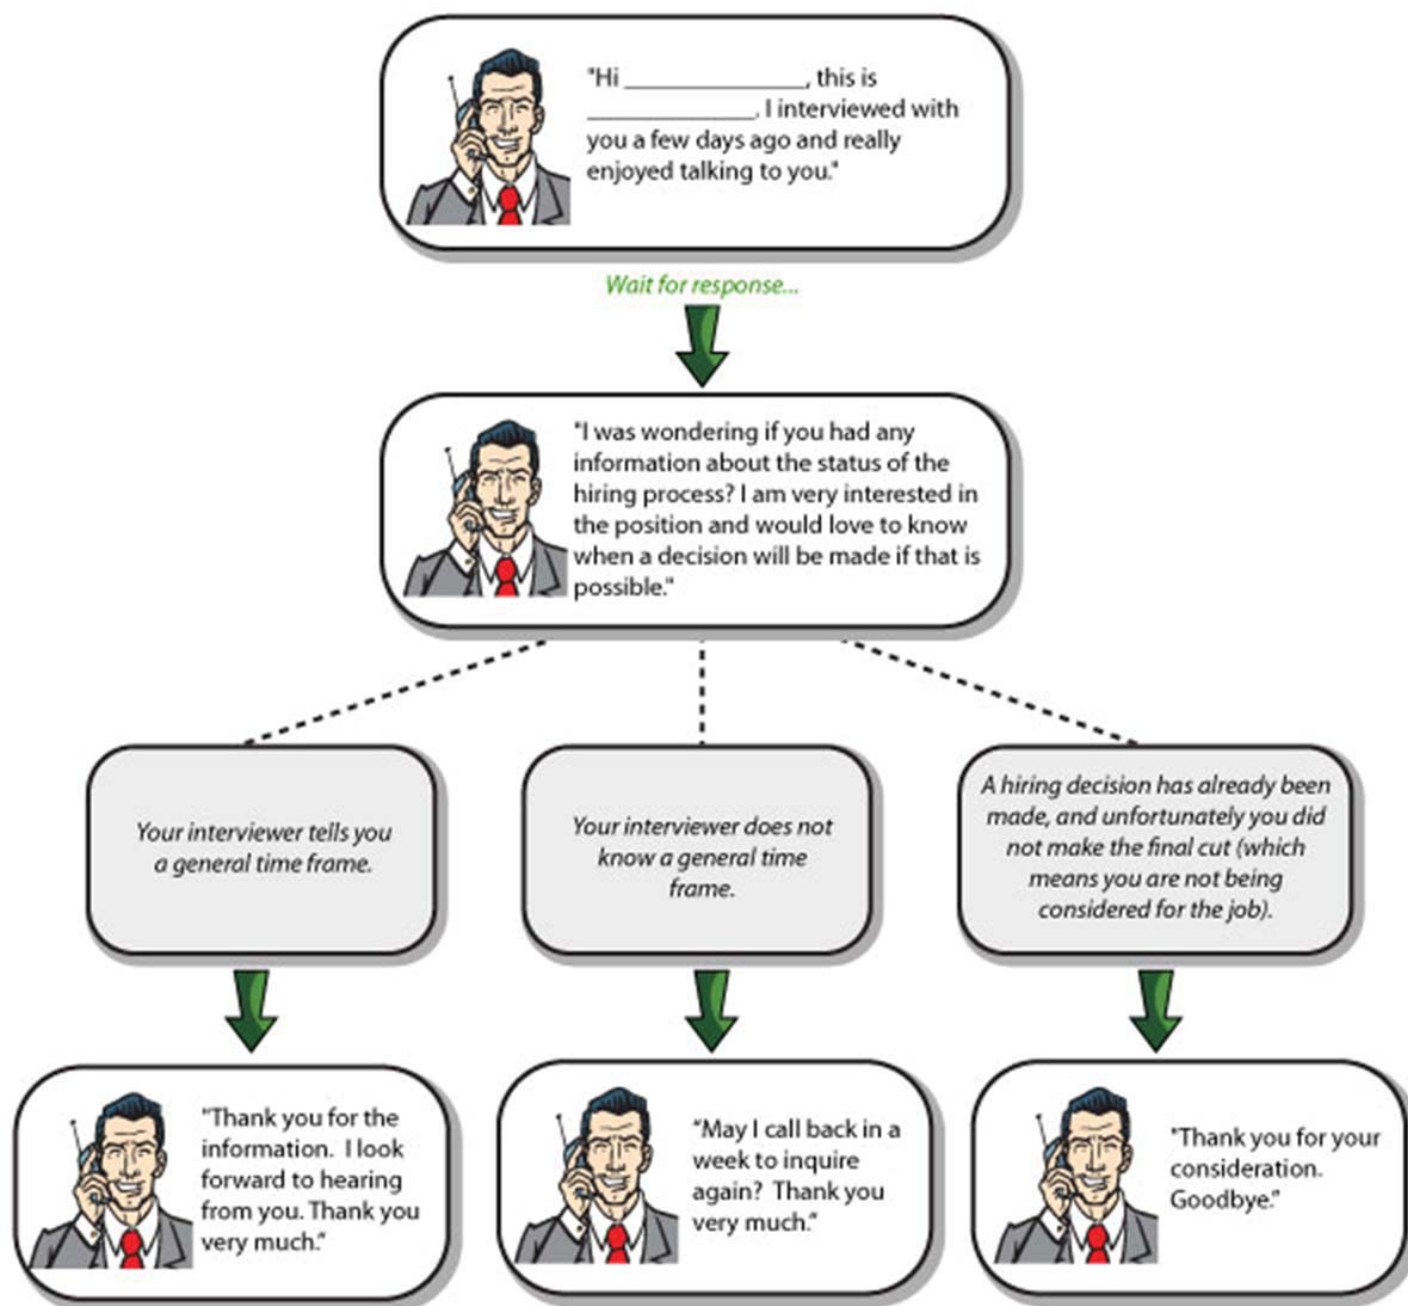 "Hi _______________, this is
______________, I interviewed with
you a few days ago and really
enjoyed talking to you."
Wait for response...
"I was wondering if you had any
information about the status of the
hiring process? I am very interested in
the position and would love to know
when a decision will be made if that is
possible."
Your interviewer tells you
a general time frame.
Your interviewer does not
know a general time
frame.
A hiring decision has already been
made, and unfortunately you did
not make the final cut (which
means you are not being
considered for the job).
"Thank you for the
information. I look
forward to hearing
from you. Thank you
very much."
"May I call back in a
week to inquire
again? Thank you
very much."
"Thank you for your
consideration.
Goodbye."